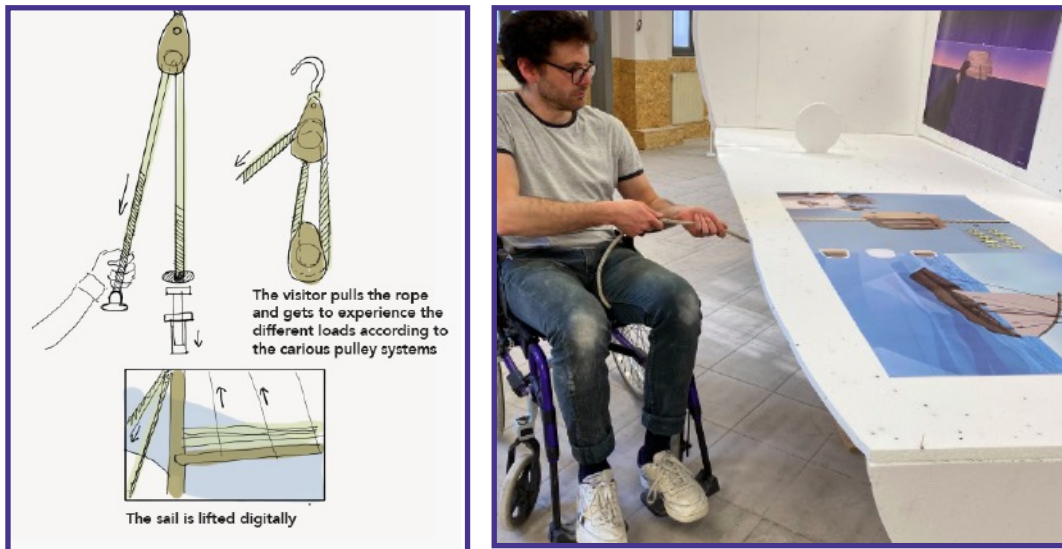 The visitor pulls the rope
and gets to experience the
different loads according to
the carious pulley systems
The sail is lifted digitally